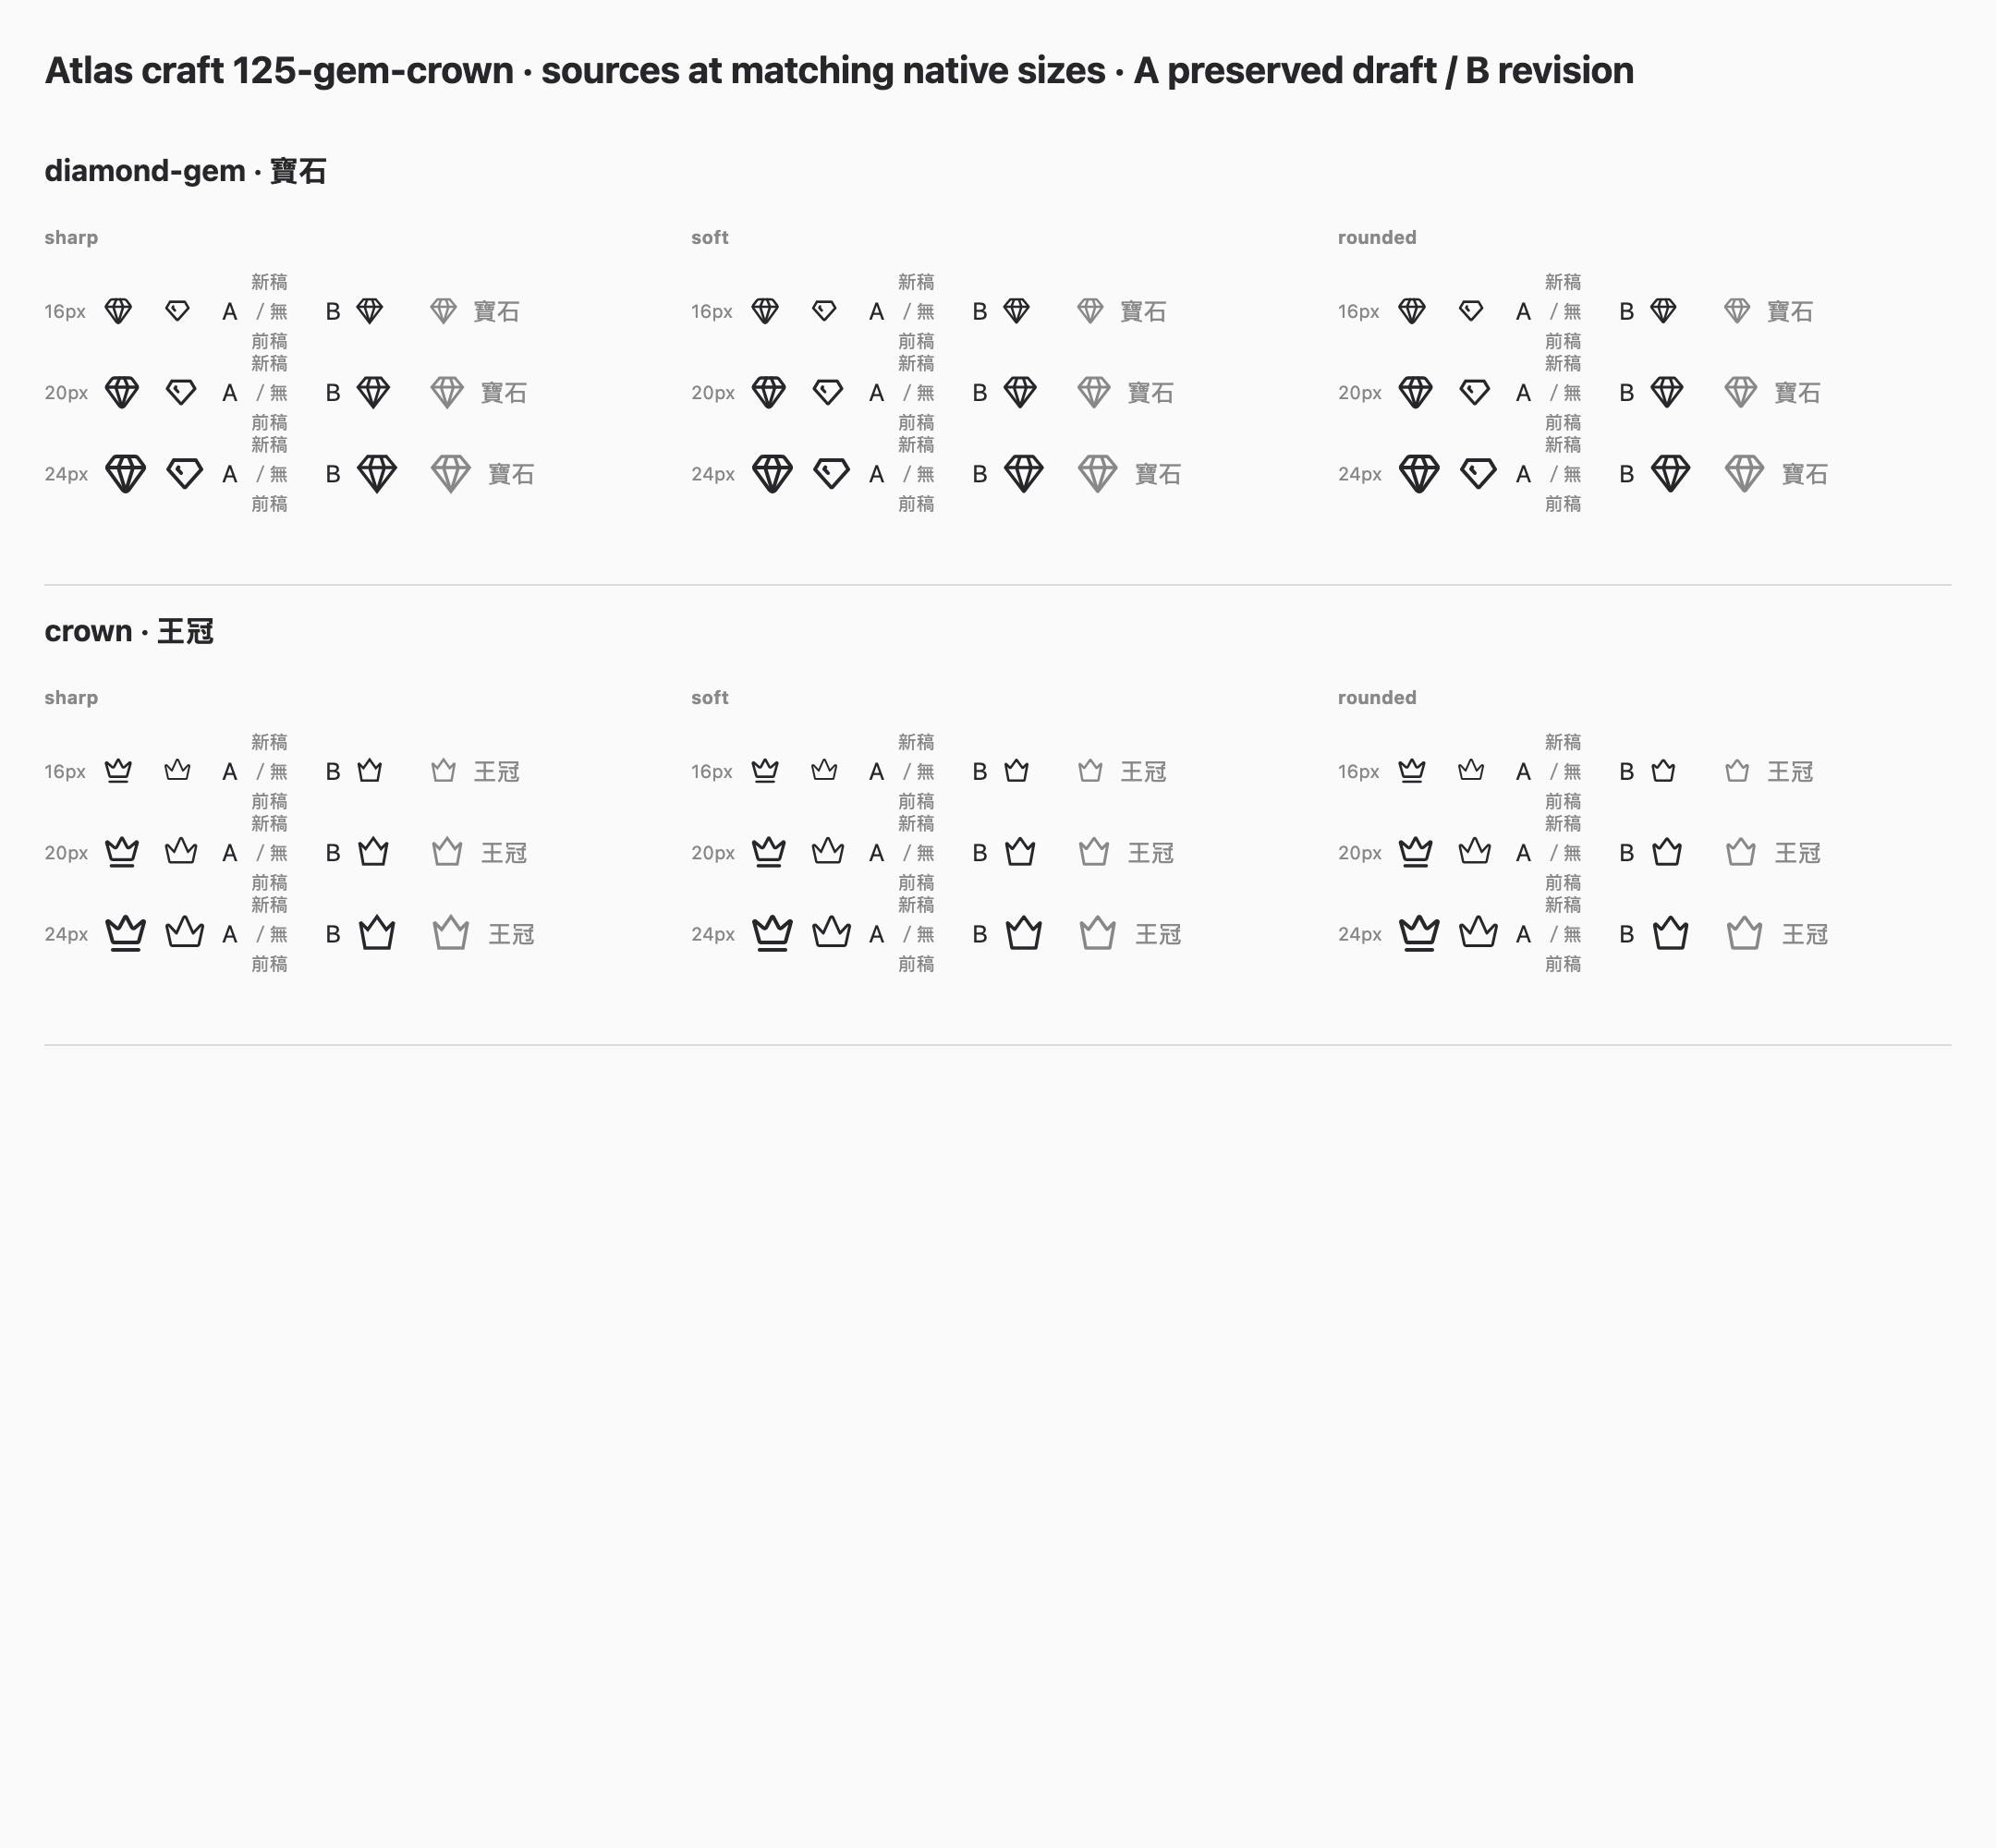 Atlas craft 125-gem-crown · sources at matching native sizes · A preserved draft / B revision
diamond-gem · 寶石
sharp
16px A 新稿 / 無前稿 B 寶石
20px A 新稿 / 無前稿 B 寶石
24px A 新稿 / 無前稿 B 寶石
soft
16px A 新稿 / 無前稿 B 寶石
20px A 新稿 / 無前稿 B 寶石
24px A 新稿 / 無前稿 B 寶石
rounded
16px A 新稿 / 無前稿 B 寶石
20px A 新稿 / 無前稿 B 寶石
24px A 新稿 / 無前稿 B 寶石
crown · 王冠
sharp
16px A 新稿 / 無前稿 B 王冠
20px A 新稿 / 無前稿 B 王冠
24px A 新稿 / 無前稿 B 王冠
soft
16px A 新稿 / 無前稿 B 王冠
20px A 新稿 / 無前稿 B 王冠
24px A 新稿 / 無前稿 B 王冠
rounded
16px A 新稿 / 無前稿 B 王冠
20px A 新稿 / 無前稿 B 王冠
24px A 新稿 / 無前稿 B 王冠